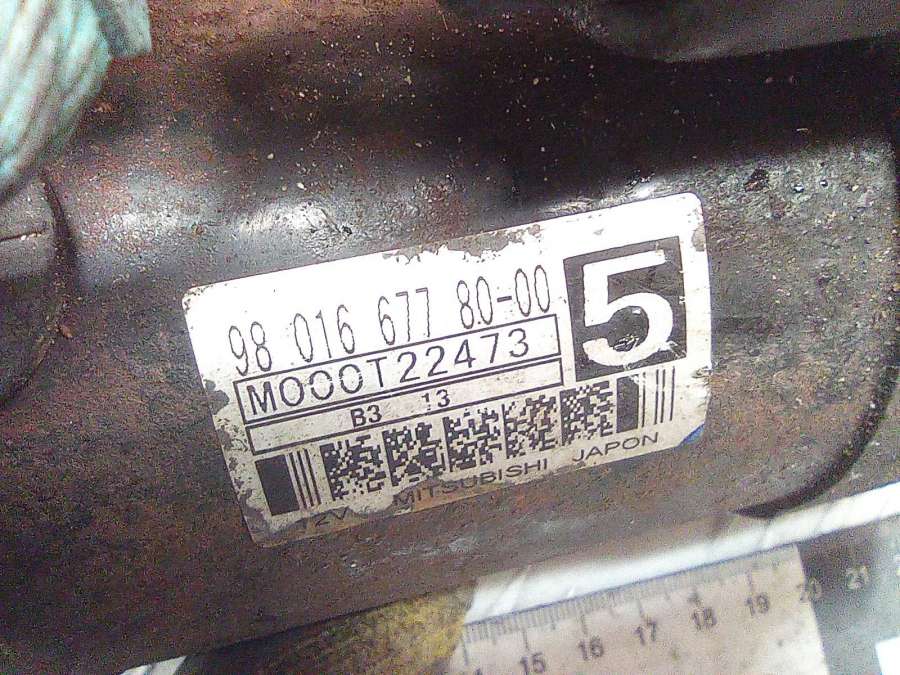 98 016 677 80-00
5
M000T22473
B3 13
12V MITSUBISHI JAPON
15 16 17 18 19 20 21